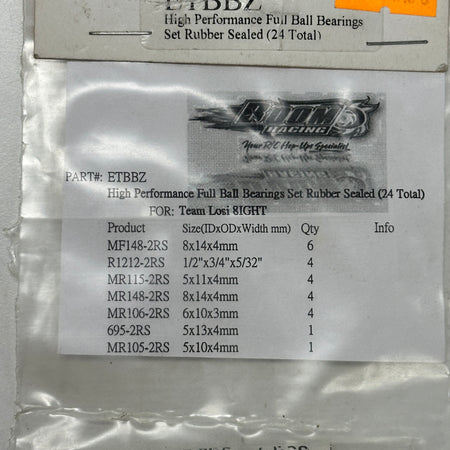 ETBBZ
High Performance Full Ball Bearings
Set Rubber Sealed (24 Total)
BOOM
RACING
Your R/C Hop-Ups Specialist
PART#: ETBBZ
High Performance Full Ball Bearings Set Rubber Sealed (24 Total)
FOR: Team Losi 8IGHT
Product Size(IDxODxWidth mm) Qty Info
MF148-2RS 8x14x4mm 6
R1212-2RS 1/2"x3/4"x5/32" 4
MR115-2RS 5x11x4mm 4
MR148-2RS 8x14x4mm 4
MR106-2RS 6x10x3mm 4
695-2RS 5x13x4mm 1
MR105-2RS 5x10x4mm 1